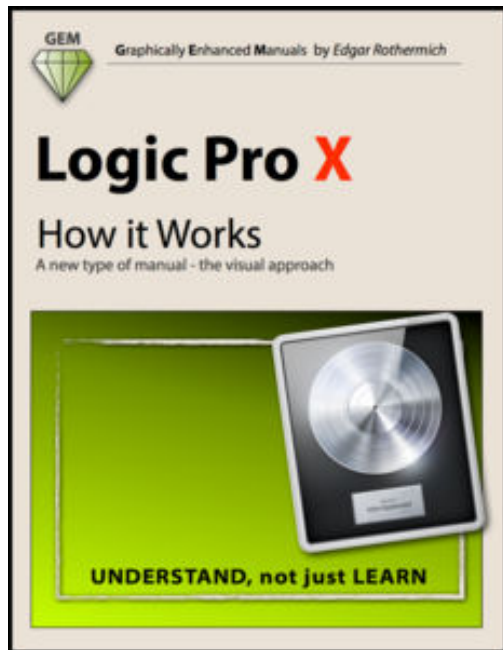 GEM
Graphically Enhanced Manuals by Edgar Rothermich
Logic Pro X
How it Works
A new type of manual - the visual approach
UNDERSTAND, not just LEARN